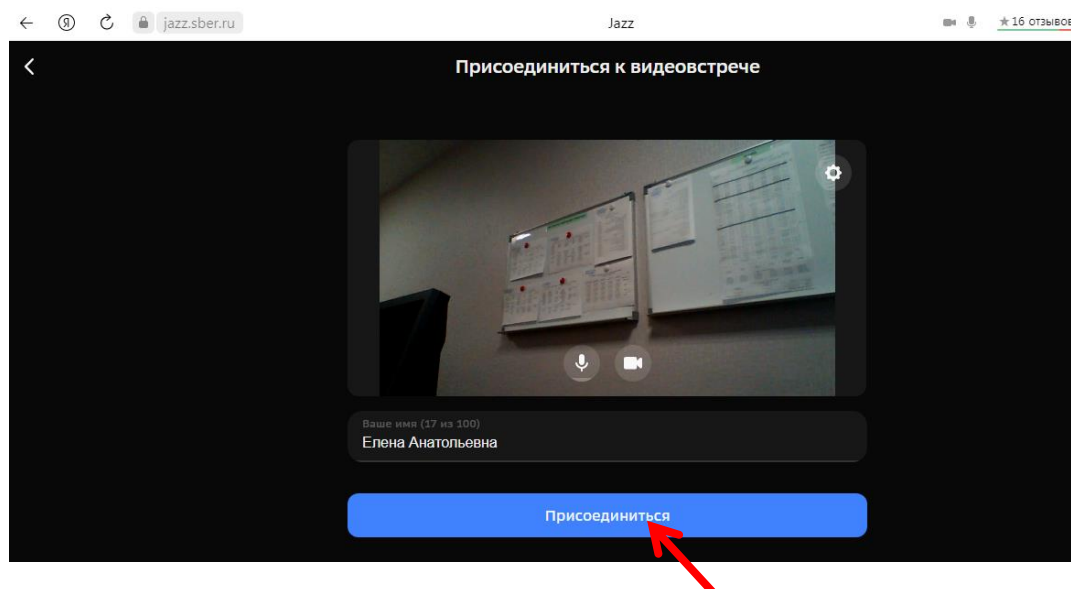 jazz.sber.ru Jazz ★16 отзывов
Присоединиться к видеовстрече
Ваше имя (17 из 100)
Елена Анатольевна
Присоединиться